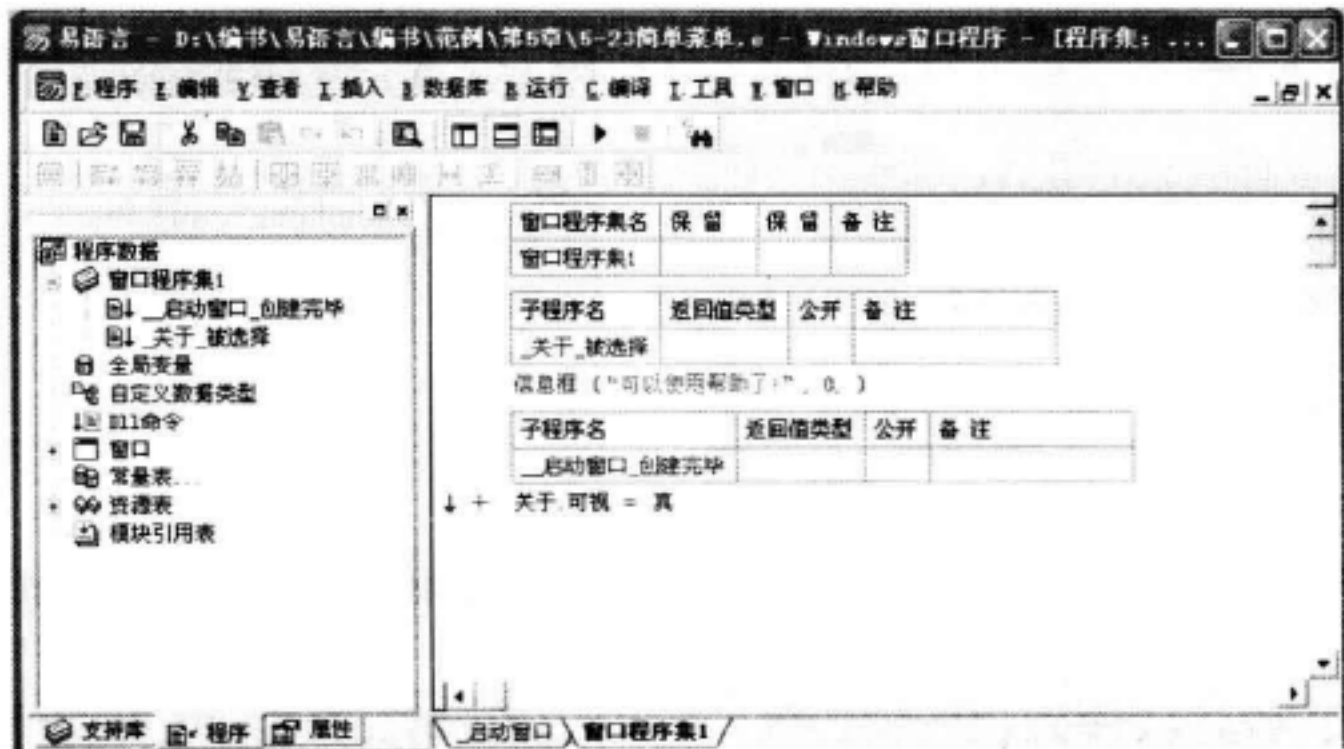 易语言 - D:\编书\易语言\编书\范例\第5章\5-23简单菜单.e - Windows窗口程序 - [程序集: ...
F.程序 E.编辑 V.查看 I.插入 B.数据库 R.运行 C.编译 T.工具 W.窗口 H.帮助
程序数据
窗口程序集1
__启动窗口_创建完毕
_关于_被选择
全局变量
自定义数据类型
Dll命令
窗口
常量表...
资源表
模块引用表
支持库 程序 属性
窗口程序集名 保 留 保 留 备 注
窗口程序集1
子程序名 返回值类型 公开 备 注
_关于_被选择
信息框 (“可以使用帮助了!”, 0, )
子程序名 返回值类型 公开 备 注
__启动窗口_创建完毕
↓ + 关于.可视 = 真
_启动窗口 窗口程序集1